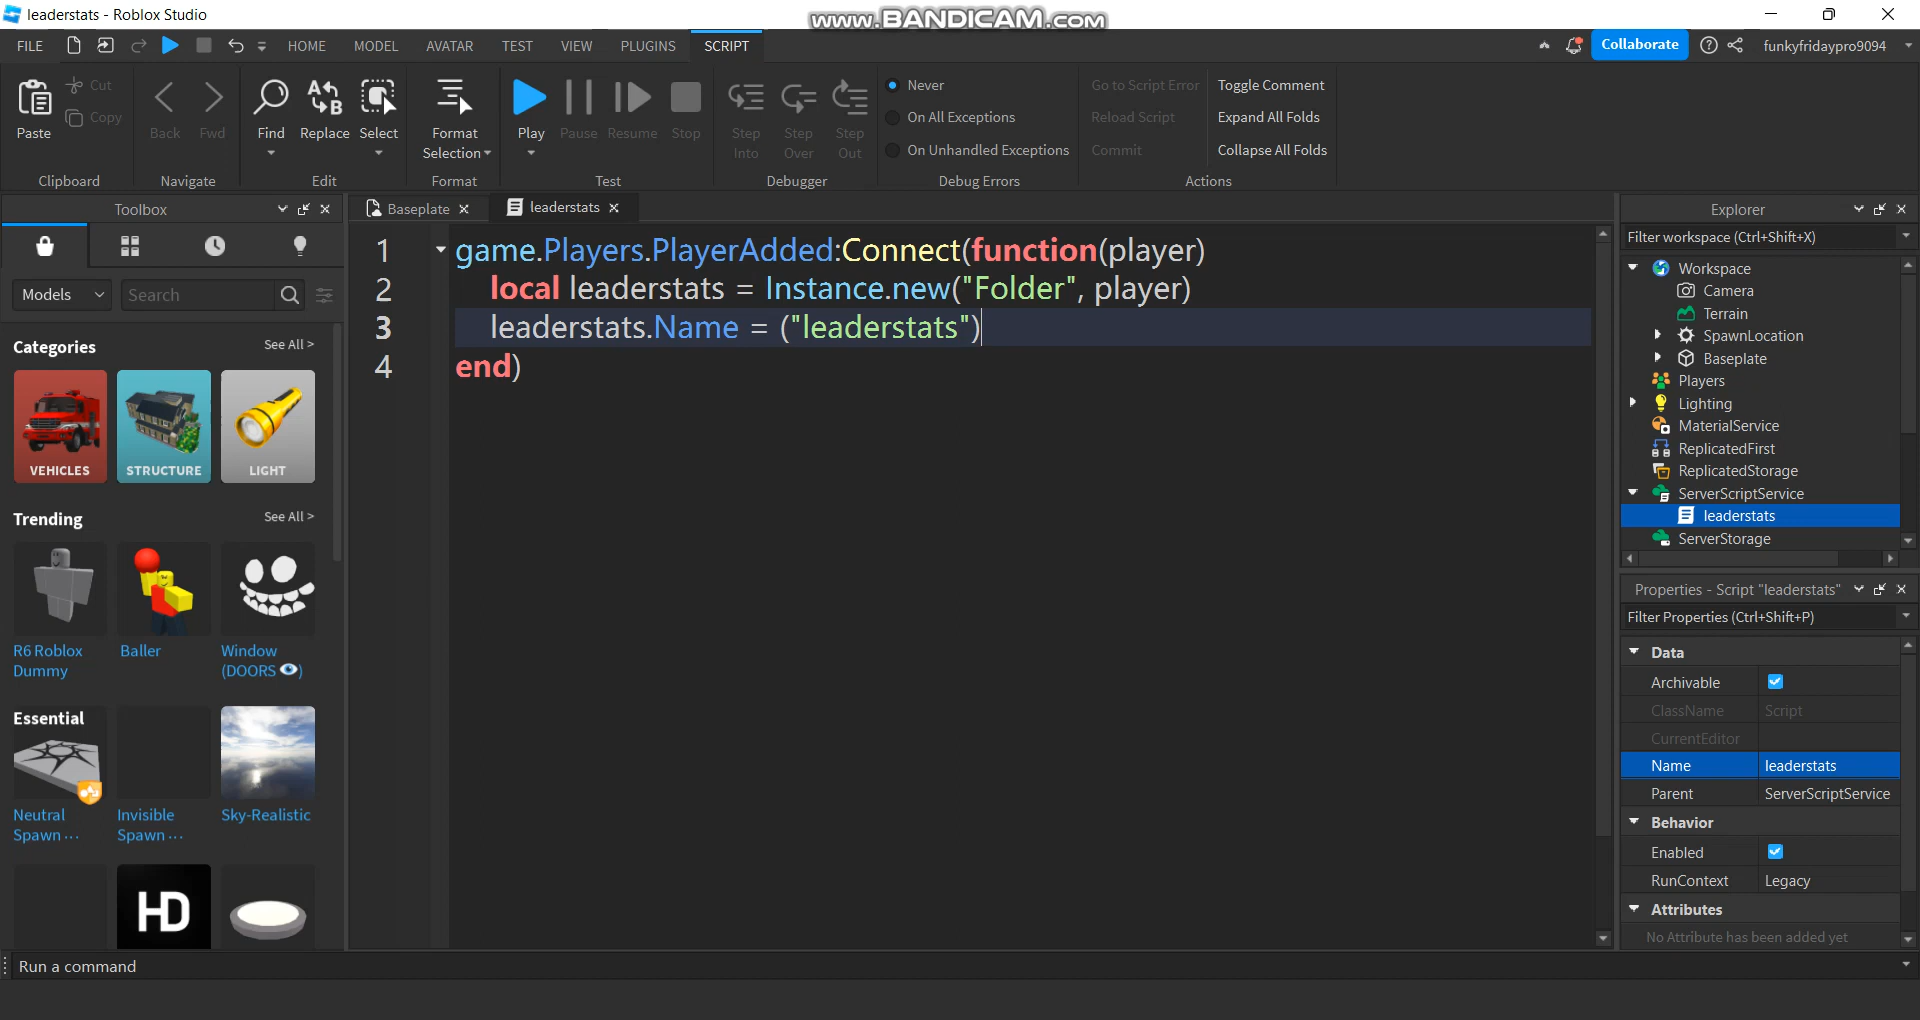 leaderstats - Roblox Studio
www.BANDICAM.com
FILE HOME MODEL AVATAR TEST VIEW PLUGINS SCRIPT Collaborate funkyfridaypro9094
Paste Cut Copy
Clipboard
Back Fwd
Navigate
Find Replace Select
Edit
Format Selection
Format
Play Pause Resume Stop
Test
Step Into Step Over Step Out
Debugger
Never
On All Exceptions
On Unhandled Exceptions
Debug Errors
Go to Script Error Toggle Comment
Reload Script Expand All Folds
Commit Collapse All Folds
Actions
Toolbox
Models Search
Categories See All >
VEHICLES STRUCTURE LIGHT
Trending See All >
R6 Roblox Dummy
Baller
Window (DOORS 👁)
Essential
Neutral Spawn ...
Invisible Spawn ...
Sky-Realistic
HD
Baseplate leaderstats
1 game.Players.PlayerAdded:Connect(function(player)
2 local leaderstats = Instance.new("Folder", player)
3 leaderstats.Name = ("leaderstats")
4 end)
Explorer
Filter workspace (Ctrl+Shift+X)
Workspace
Camera
Terrain
SpawnLocation
Baseplate
Players
Lighting
MaterialService
ReplicatedFirst
ReplicatedStorage
ServerScriptService
leaderstats
ServerStorage
Properties - Script "leaderstats"
Filter Properties (Ctrl+Shift+P)
Data
Archivable
ClassName Script
CurrentEditor
Name leaderstats
Parent ServerScriptService
Behavior
Enabled
RunContext Legacy
Attributes
No Attribute has been added yet
Run a command